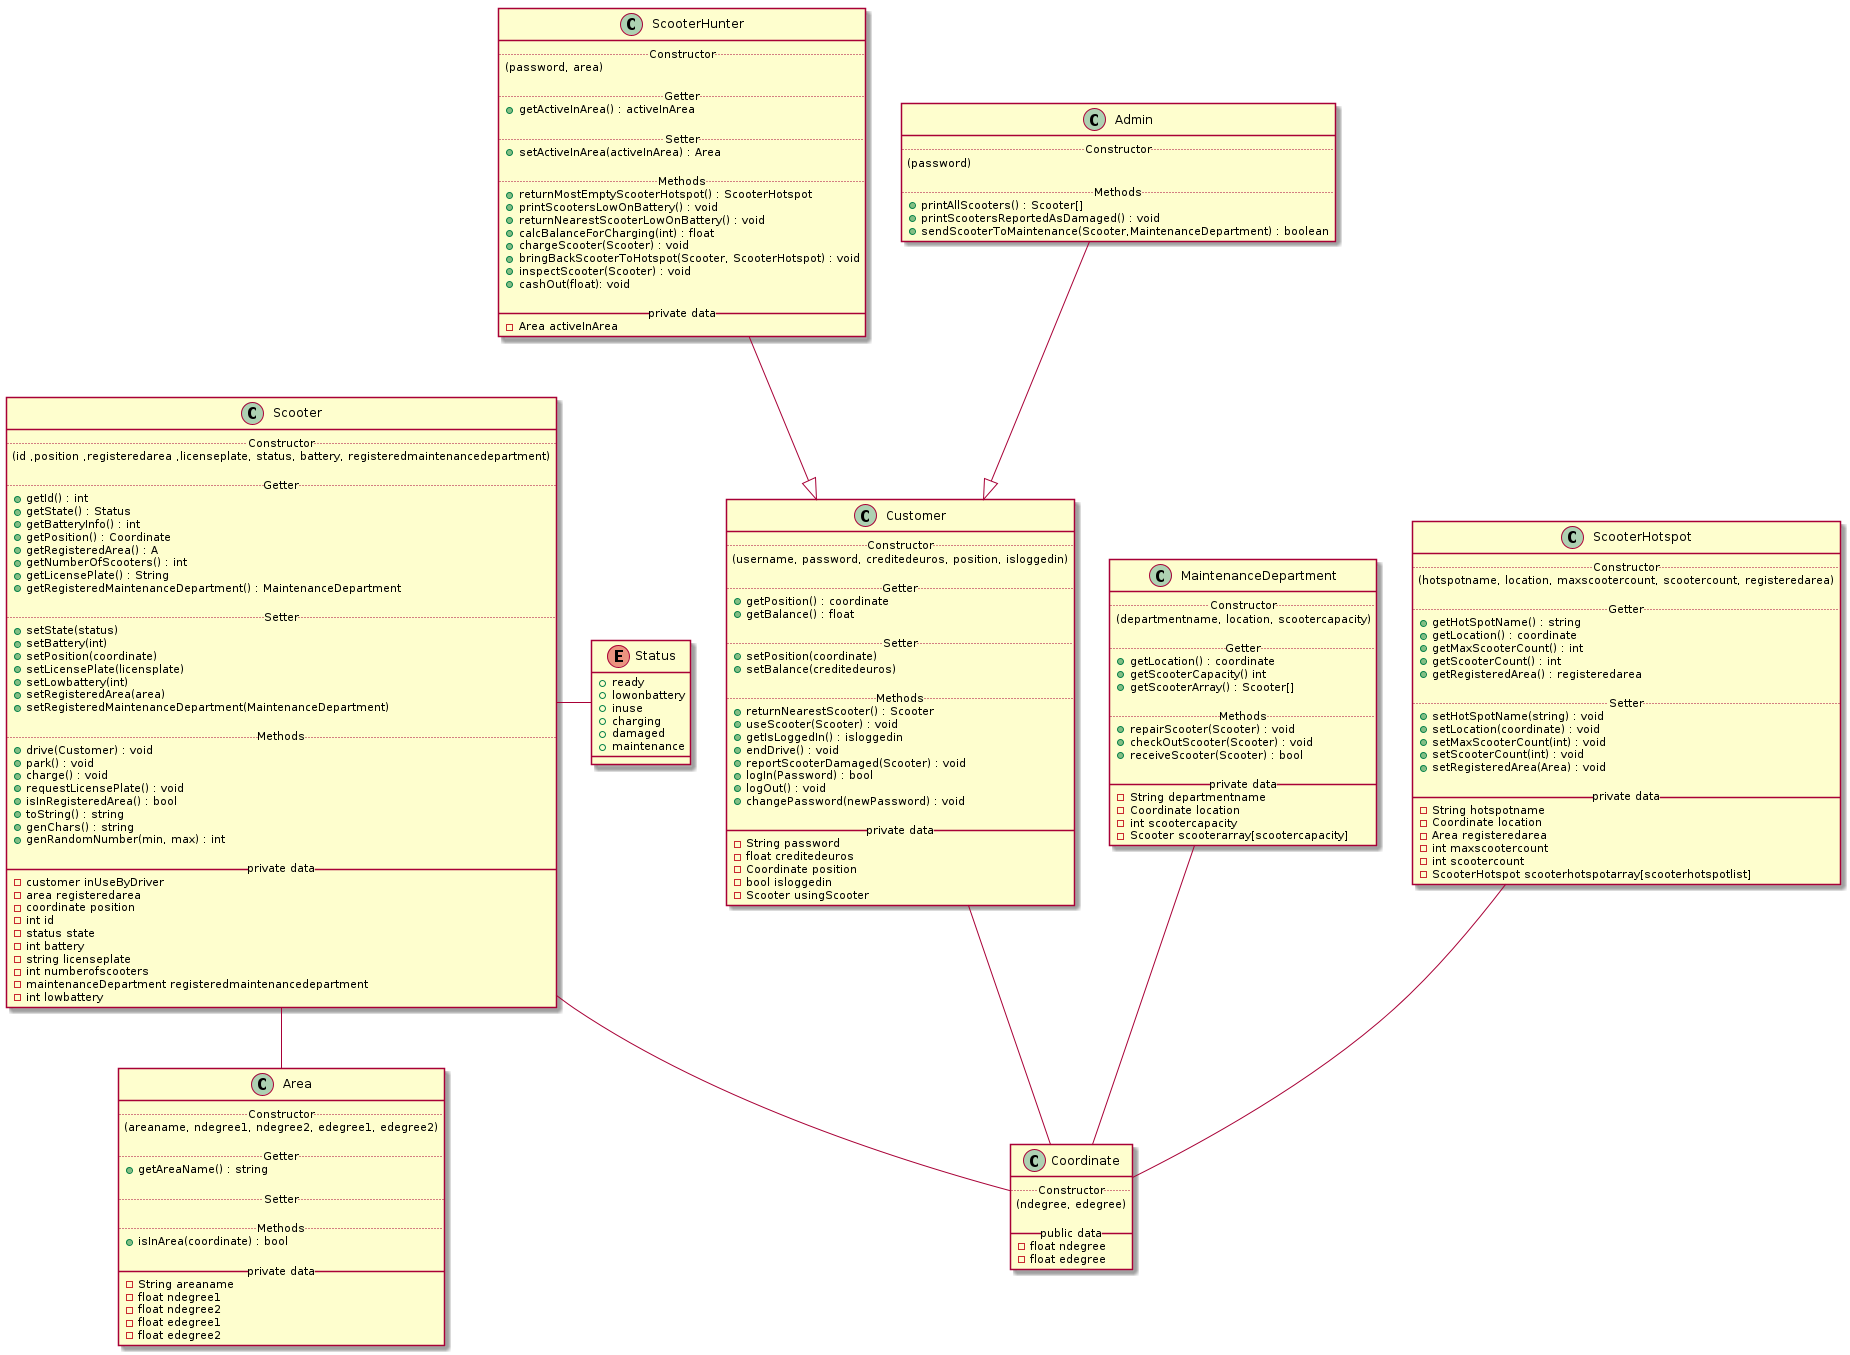 C ScooterHunter
Constructor
(password, area)
Getter
getActiveInArea() : activeInArea
Setter
setActiveInArea(activeInArea) : Area
Methods
returnMostEmptyScooterHotspot() : ScooterHotspot
printScootersLowOnBattery() : void
returnNearestScooterLowOnBattery() : void
calcBalanceForCharging(int) : float
chargeScooter(Scooter) : void
bringBackScooterToHotspot(Scooter, ScooterHotspot) : void
inspectScooter(Scooter) : void
cashOut(float): void
private data
Area activeInArea
C Admin
Constructor
(password)
Methods
printAllScooters() : Scooter[]
printScootersReportedAsDamaged() : void
sendScooterToMaintenance(Scooter,MaintenanceDepartment) : boolean
C Scooter
Constructor
(id ,position ,registeredarea ,licenseplate, status, battery, registeredmaintenancedepartment)
Getter
getId() : int
getState() : Status
getBatteryInfo() : int
getPosition() : Coordinate
getRegisteredArea() : A
getNumberOfScooters() : int
getLicensePlate() : String
getRegisteredMaintenanceDepartment() : MaintenanceDepartment
Setter
setState(status)
setBattery(int)
setPosition(coordinate)
setLicensePlate(licensplate)
setLowbattery(int)
setRegisteredArea(area)
setRegisteredMaintenanceDepartment(MaintenanceDepartment)
Methods
drive(Customer) : void
park() : void
charge() : void
requestLicensePlate() : void
isInRegisteredArea() : bool
toString() : string
genChars() : string
genRandomNumber(min, max) : int
private data
customer inUseByDriver
area registeredarea
coordinate position
int id
status state
int battery
string licenseplate
int numberofscooters
maintenanceDepartment registeredmaintenancedepartment
int lowbattery
E Status
ready
lowonbattery
inuse
charging
damaged
maintenance
C Customer
Constructor
(username, password, creditedeuros, position, isloggedin)
Getter
getPosition() : coordinate
getBalance() : float
Setter
setPosition(coordinate)
setBalance(creditedeuros)
Methods
returnNearestScooter() : Scooter
useScooter(Scooter) : void
getIsLoggedIn() : isloggedin
endDrive() : void
reportScooterDamaged(Scooter) : void
logIn(Password) : bool
logOut() : void
changePassword(newPassword) : void
private data
String password
float creditedeuros
Coordinate position
bool isloggedin
Scooter usingScooter
C MaintenanceDepartment
Constructor
(departmentname, location, scootercapacity)
Getter
getLocation() : coordinate
getScooterCapacity() int
getScooterArray() : Scooter[]
Methods
repairScooter(Scooter) : void
checkOutScooter(Scooter) : void
receiveScooter(Scooter) : bool
private data
String departmentname
Coordinate location
int scootercapacity
Scooter scooterarray[scootercapacity]
C ScooterHotspot
Constructor
(hotspotname, location, maxscootercount, scootercount, registeredarea)
Getter
getHotSpotName() : string
getLocation() : coordinate
getMaxScooterCount() : int
getScooterCount() : int
getRegisteredArea() : registeredarea
Setter
setHotSpotName(string) : void
setLocation(coordinate) : void
setMaxScooterCount(int) : void
setScooterCount(int) : void
setRegisteredArea(Area) : void
private data
String hotspotname
Coordinate location
Area registeredarea
int maxscootercount
int scootercount
ScooterHotspot scooterhotspotarray[scooterhotspotlist]
C Area
Constructor
(areaname, ndegree1, ndegree2, edegree1, edegree2)
Getter
getAreaName() : string
Setter
Methods
isInArea(coordinate) : bool
private data
String areaname
float ndegree1
float ndegree2
float edegree1
float edegree2
C Coordinate
Constructor
(ndegree, edegree)
public data
float ndegree
float edegree